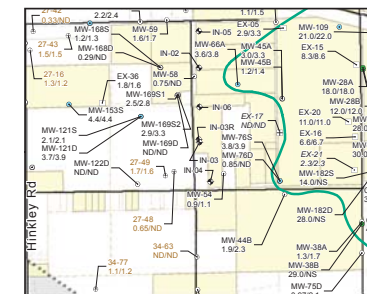 27-42
0.33/ND
2.2/2.4
MW-168S
1.2/1.3
MW-168D
0.29/ND
MW-59
1.6/1.7
27-43
1.5/1.5
27-16
1.3/1.2
IN-02
MW-58
0.75/ND
EX-36
1.8/1.6
MW-169S1
2.5/2.8
MW-153S
4.4/4.4
MW-121S
2.1/2.1
MW-121D
3.7/3.9
MW-169S2
2.9/3.3
MW-169D
ND/ND
MW-122D
ND/ND
27-49
1.7/1.6
27-48
0.65/ND
34-63
ND/ND
34-77
1.1/1.2
Hinkley Rd
1.1/1.5
EX-05
2.9/3.3
IN-05
MW-66A
3.6/3.8
MW-45A
3.0/3.3
MW-45B
1.2/1.4
IN-06
IN-03R
MW-76S
3.8/3.9
MW-76D
0.85/ND
IN-03
IN-04
MW-54
0.9/1.1
EX-17
ND/ND
MW-109
21.0/22.0
EX-15
8.3/8.6
MW-28A
18.0/18.0
MW-28B
12.0/12.0
EX-20
11.0/11.0
EX-16
6.6/6.7
EX-21
2.3/2.3
MW-182S
14.0/NS
MW-182D
28.0/NS
MW-44B
1.9/2.3
MW-38A
1.3/1.7
MW-38B
29.0/NS
MW-75D